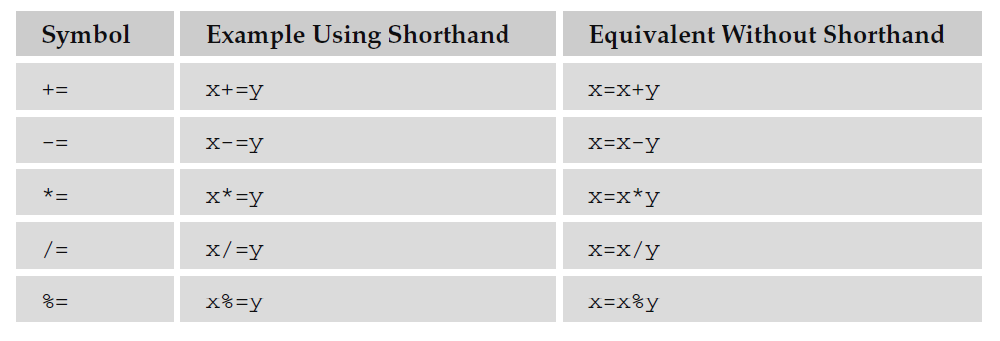 Symbol Example Using Shorthand Equivalent Without Shorthand
+= x+=y x=x+y
-= x-=y x=x-y
*= x*=y x=x*y
/= x/=y x=x/y
%= x%=y x=x%y